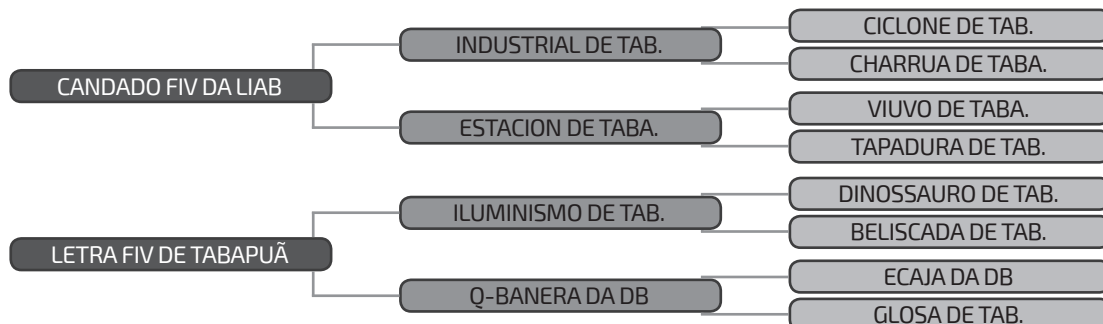 CANDADO FIV DA LIAB
INDUSTRIAL DE TAB.
CICLONE DE TAB.
CHARRUA DE TABA.
ESTACION DE TABA.
VIUVO DE TABA.
TAPADURA DE TAB.
LETRA FIV DE TABAPUÃ
ILUMINISMO DE TAB.
DINOSSAURO DE TAB.
BELISCADA DE TAB.
Q-BANERA DA DB
ECAJA DA DB
GLOSA DE TAB.